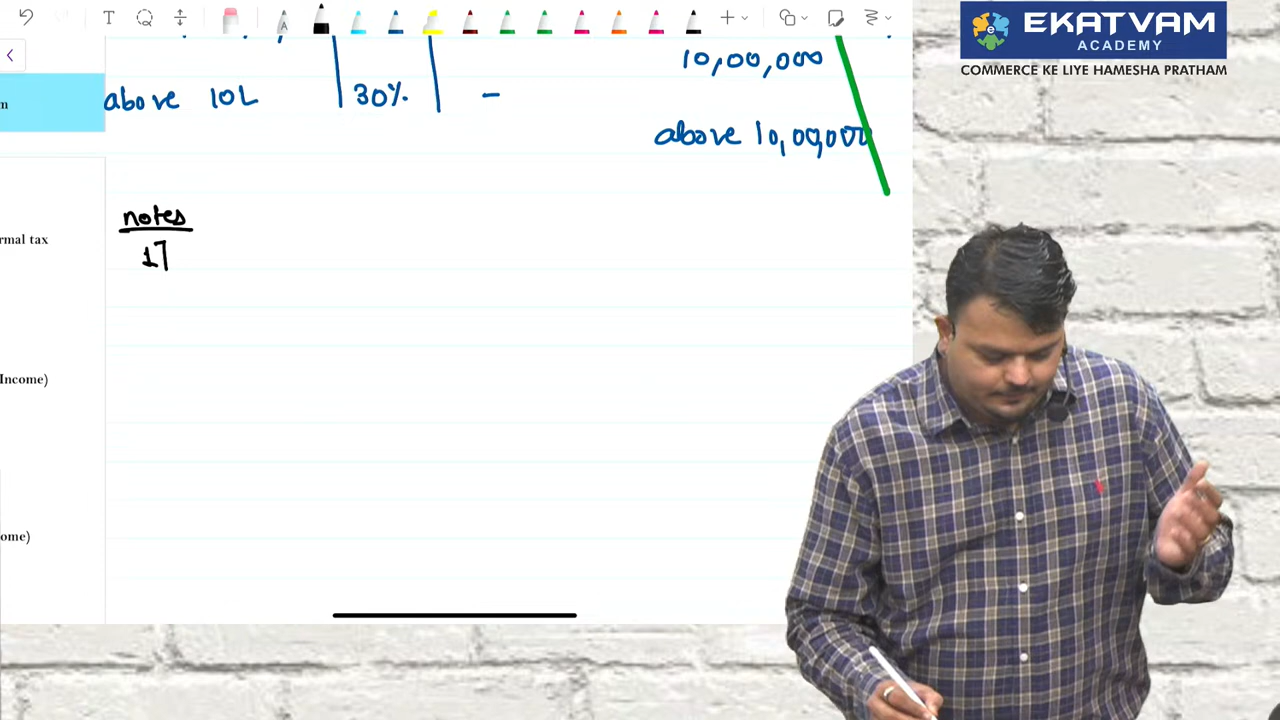 EKATVAM
ACADEMY
COMMERCE KE LIYE HAMESHA PRATHAM
T
A
10,00,000
above 10L 30% -
above 10,00,000
m
notes
1]
rmal tax
Income)
ome)